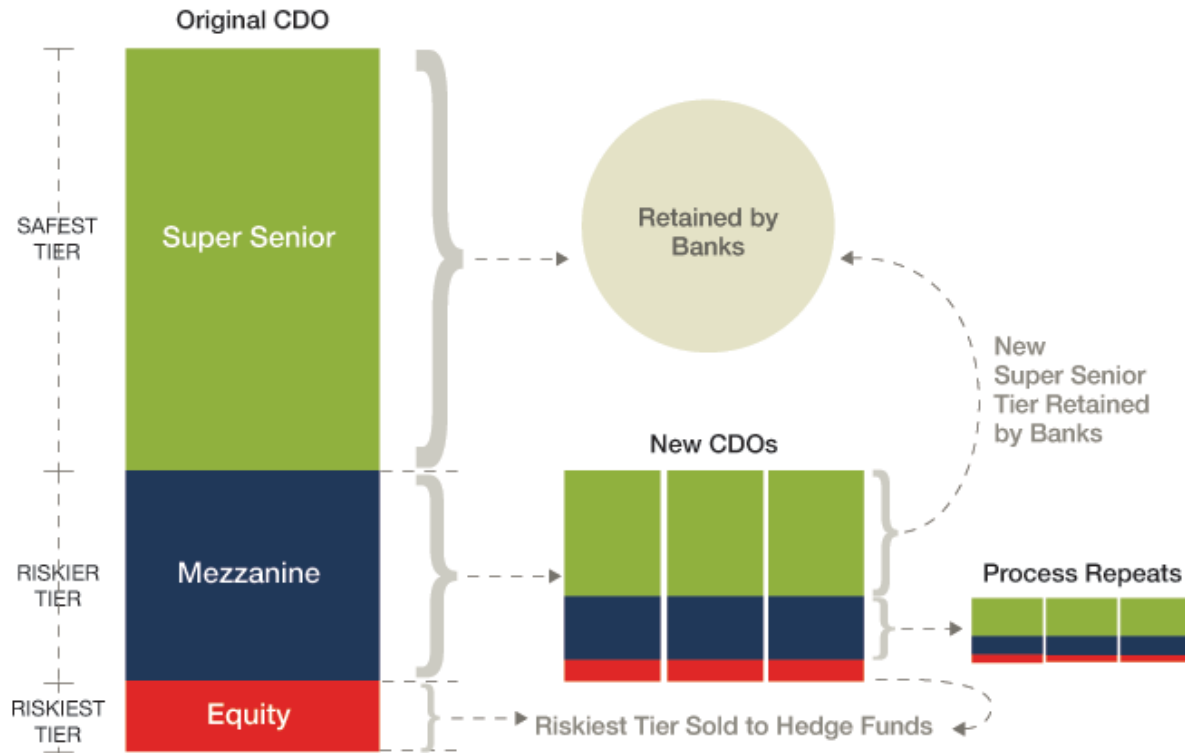 Original CDO
SAFEST
TIER
Super Senior
Retained by
Banks
New
Super Senior
Tier Retained
by Banks
New CDOs
RISKIER
TIER
Mezzanine
Process Repeats
RISKIEST
TIER
Equity
Riskiest Tier Sold to Hedge Funds